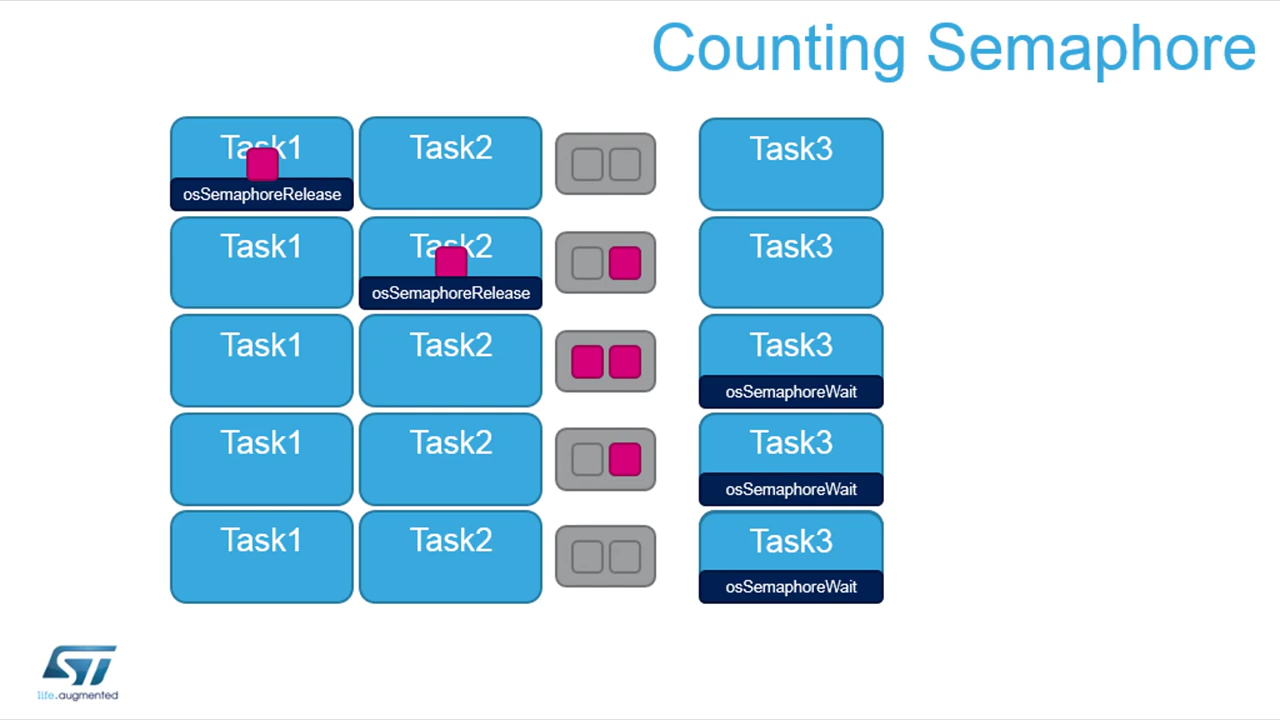 Counting Semaphore
Task1 Task2 Task3
osSemaphoreRelease
Task1 Task2 Task3
osSemaphoreRelease
Task1 Task2 Task3
osSemaphoreWait
Task1 Task2 Task3
osSemaphoreWait
Task1 Task2 Task3
osSemaphoreWait
ST
life.augmented